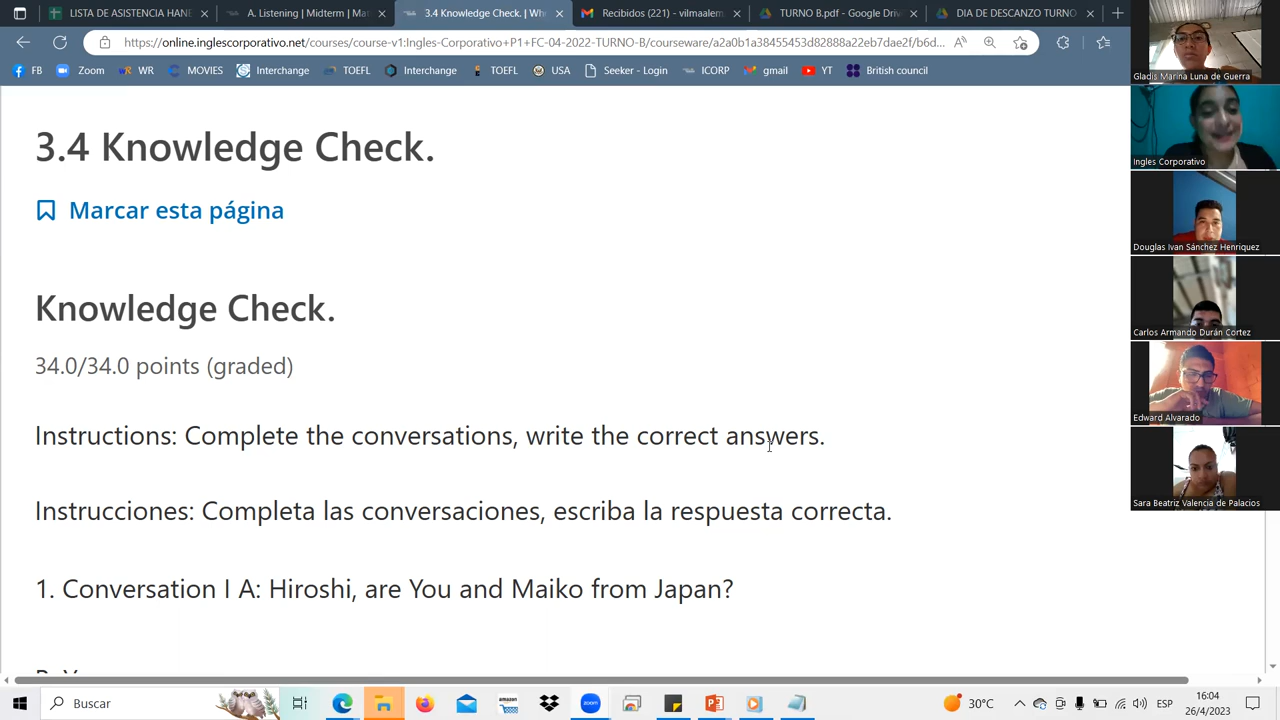 LISTA DE ASISTENCIA HANE
A. Listening | Midterm | Ma
3.4 Knowledge Check. | Wh
Recibidos (221) - vilmaalem
TURNO B.pdf - Google Dri
DIA DE DESCANZO TURNO
https://online.inglescorporativo.net/courses/course-v1:Ingles-Corporativo+P1+FC-04-2022-TURNO-B/courseware/a2a0b1a38455453d82888a22eb7dae2f/b6d...
FB
Zoom
WR
MOVIES
Interchange
TOEFL
Interchange
TOEFL
USA
Seeker - Login
ICORP
gmail
YT
British council
3.4 Knowledge Check.
Marcar esta página
Knowledge Check.
34.0/34.0 points (graded)
Instructions: Complete the conversations, write the correct answers.
Instrucciones: Completa las conversaciones, escriba la respuesta correcta.
1. Conversation I A: Hiroshi, are You and Maiko from Japan?
Gladis Marina Luna de Guerra
Ingles Corporativo
Douglas Ivan Sánchez Henriquez
Carlos Armando Durán Cortez
Edward Alvarado
Sara Beatriz Valencia de Palacios
Buscar
30°C
ESP
16:04
26/4/2023